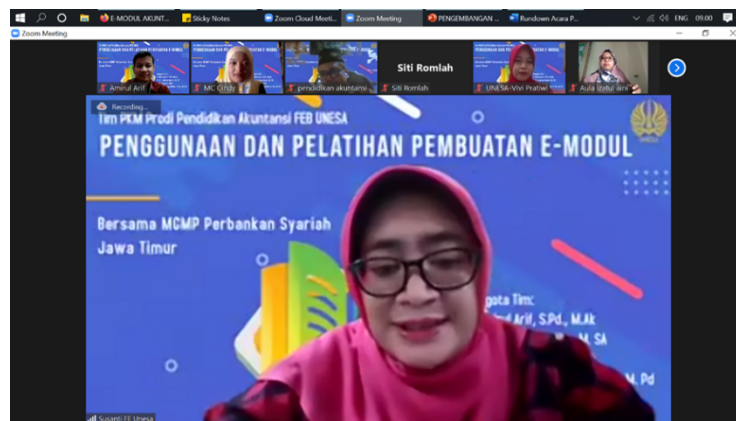 E-MODUL AKUNT...
Sticky Notes
Zoom Cloud Meeti...
Zoom Meeting
PENGEMBANGAN ...
Rundown Acara P...
ENG
09.00
Zoom Meeting
Amirul Arif
MC Cindy
pendidikan akuntansi
Siti Romlah
Siti Romlah
UNESA-Vivi Pratiwi
Aula izatul aini
Recording...
Tim PKM Prodi Pendidikan Akuntansi FEB UNESA
PENGGUNAAN DAN PELATIHAN PEMBUATAN E-MODUL
Bersama MGMP Perbankan Syariah
Jawa Timur
gota Tim:
Arif, S.Pd., M.Ak
M. SA
M. Pd
Susanti FE Unesa